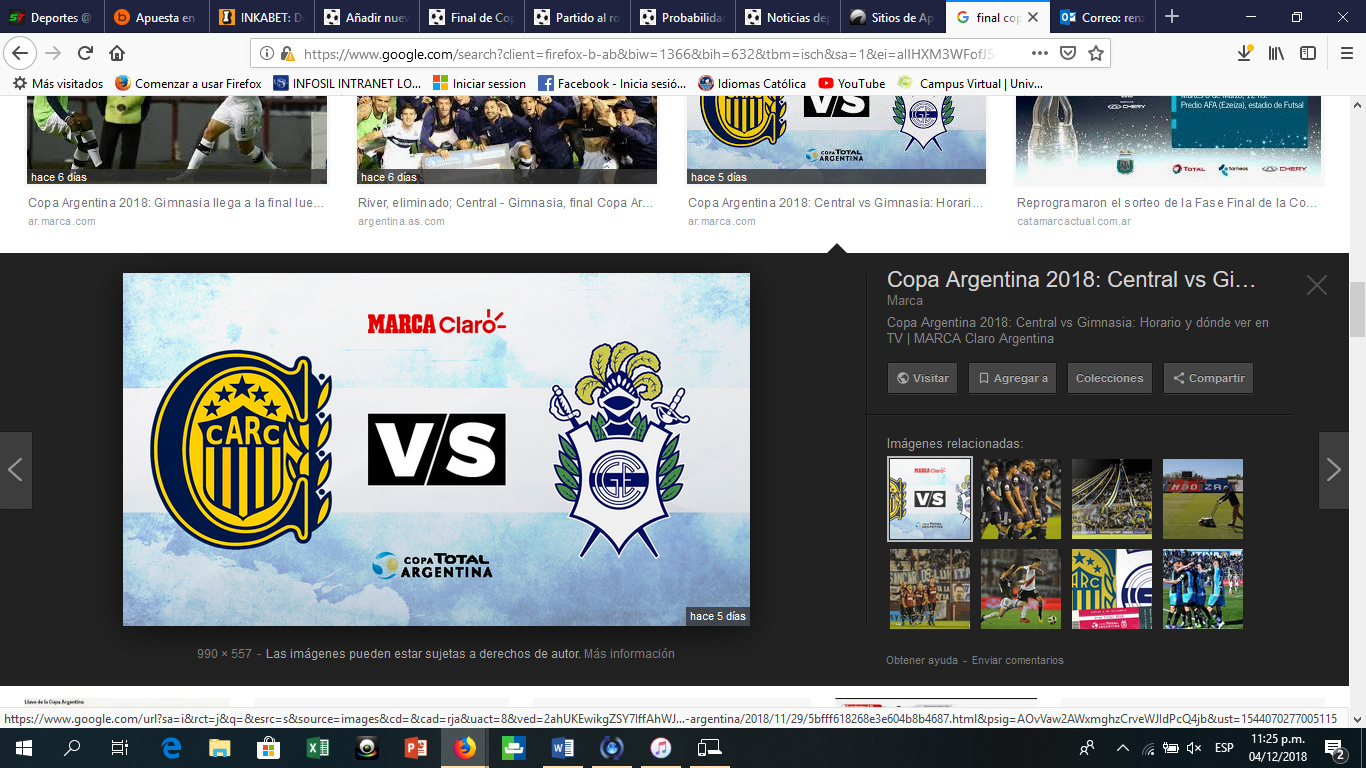 Deportes @
Apuesta en
INKABET: D
Añadir nuev
Final de Cop
Partido al ro
Probabilidad
Noticias dep
Sitios de Ap
final cop
Correo: renz
https://www.google.com/search?client=firefox-b-ab&biw=1366&bih=632&tbm=isch&sa=1&ei=alIHXM3WFofJ5
Más visitados
Comenzar a usar Firefox
INFOSIL INTRANET LO...
Iniciar session
Facebook - Inicia sesió...
Idiomas Católica
YouTube
Campus Virtual | Univ...
hace 6 días
hace 6 días
VS
COPA TOTAL
ARGENTINA
hace 5 días
CHERY
Predio AFA (Ezeiza), estadio de Futsal
TOTAL
torneos
CHERY
Copa Argentina 2018: Gimnasia llega a la final lue...
ar.marca.com
River, eliminado; Central - Gimnasia, final Copa Ar...
argentina.as.com
Copa Argentina 2018: Central vs Gimnasia: Horari...
ar.marca.com
Reprogramaron el sorteo de la Fase Final de la Co...
catamarcactual.com.ar
MARCA Claro
CARC
VS
COPA TOTAL
ARGENTINA
hace 5 días
990 × 557 - Las imágenes pueden estar sujetas a derechos de autor. Más información
Copa Argentina 2018: Central vs Gi...
Marca
Copa Argentina 2018: Central vs Gimnasia: Horario y dónde ver en
TV | MARCA Claro Argentina
Visitar
Agregar a
Colecciones
Compartir
Imágenes relacionadas:
Obtener ayuda - Enviar comentarios
Llave de la Copa Argentina
https://www.google.com/url?sa=i&rct=j&q=&esrc=s&source=images&cd=&cad=rja&uact=8&ved=2ahUKEwikgZSY7IffAhWJ...-argentina/2018/11/29/5bfff618268e3e604b8b4687.html&psig=AOvVaw2AWxmghzCrveWJIdPcQ4jb&ust=1544070277005115
ESP
11:25 p.m.
04/12/2018
2